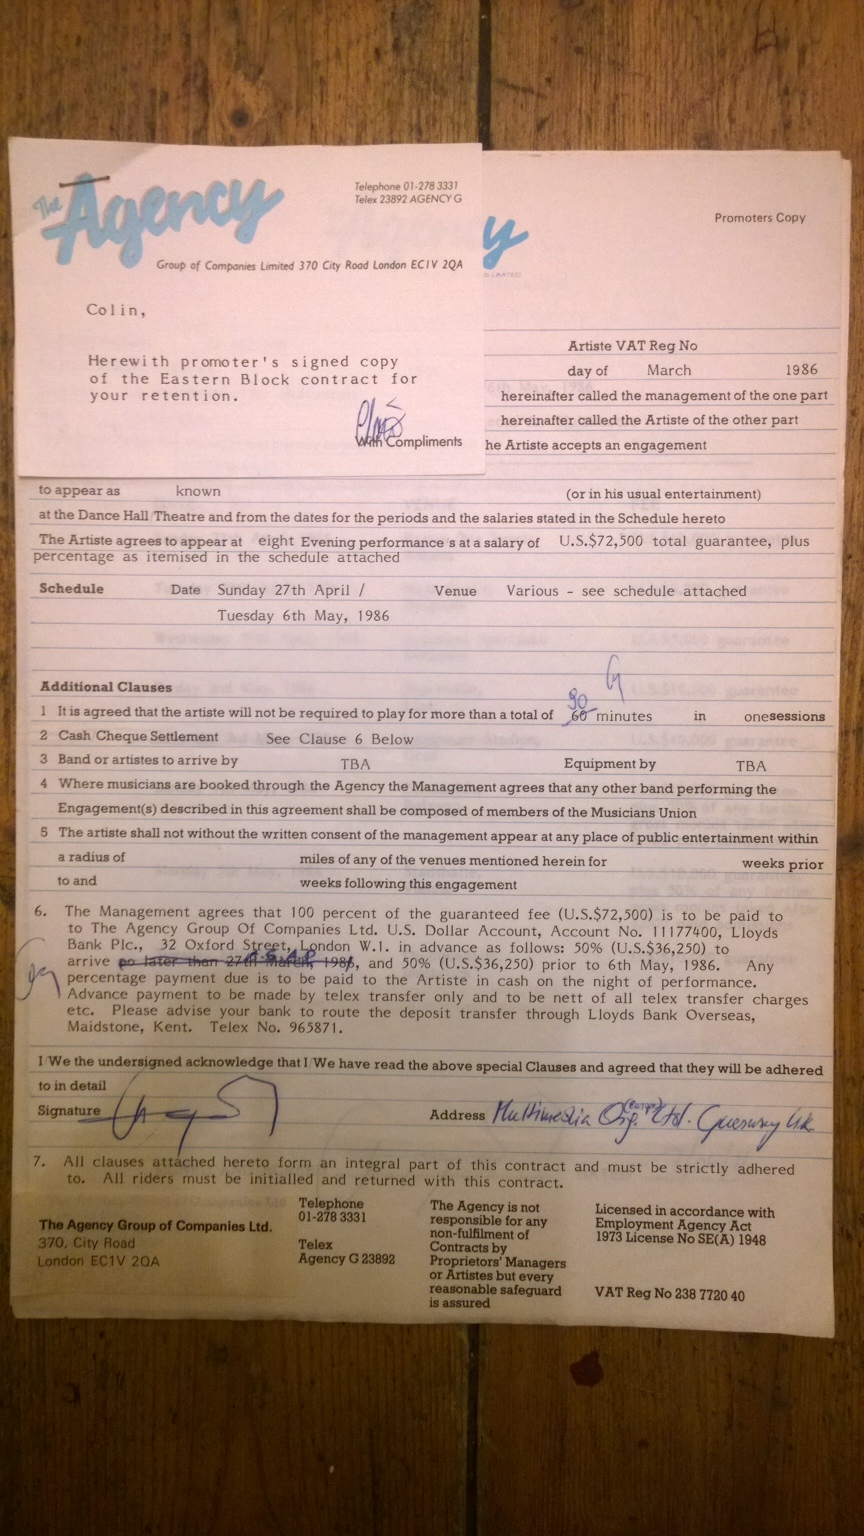 The Agency
Telephone 01-278 3331
Telex 23892 AGENCY G
Group of Companies Limited 370 City Road London EC1V 2QA
Colin,
Herewith promoter's signed copy
of the Eastern Block contract for
your retention.
With Compliments
y
Promoters Copy
Artiste VAT Reg No
day of March 1986
hereinafter called the management of the one part
hereinafter called the Artiste of the other part
he Artiste accepts an engagement
to appear as known (or in his usual entertainment)
at the Dance Hall/Theatre and from the dates for the periods and the salaries stated in the Schedule hereto
The Artiste agrees to appear at eight Evening performance s at a salary of U.S.$72,500 total guarantee, plus
percentage as itemised in the schedule attached
Schedule Date Sunday 27th April / Venue Various - see schedule attached
Tuesday 6th May, 1986
Additional Clauses
90
1 It is agreed that the artiste will not be required to play for more than a total of 60 minutes in one sessions
2 Cash Cheque Settlement See Clause 6 Below
3 Band or artistes to arrive by TBA Equipment by TBA
4 Where musicians are booked through the Agency the Management agrees that any other band performing the
Engagement(s) described in this agreement shall be composed of members of the Musicians Union
5 The artiste shall not without the written consent of the management appear at any place of public entertainment within
a radius of miles of any of the venues mentioned herein for weeks prior
to and weeks following this engagement
6. The Management agrees that 100 percent of the guaranteed fee (U.S.$72,500) is to be paid to
to The Agency Group Of Companies Ltd. U.S. Dollar Account, Account No. 11177400, Lloyds
Bank Plc., 32 Oxford Street, London W.1. in advance as follows: 50% (U.S.$36,250) to
A.S.A.P.
arrive no later than 27th March, 1986, and 50% (U.S.$36,250) prior to 6th May, 1986. Any
percentage payment due is to be paid to the Artiste in cash on the night of performance.
Advance payment to be made by telex transfer only and to be nett of all telex transfer charges
etc. Please advise your bank to route the deposit transfer through Lloyds Bank Overseas,
Maidstone, Kent. Telex No. 965871.
I/We the undersigned acknowledge that I/We have read the above special Clauses and agreed that they will be adhered
to in detail
Signature Address Multimedia Org. (Europe) Ltd. Guernsey Uk.
7. All clauses attached hereto form an integral part of this contract and must be strictly adhered
to. All riders must be initialled and returned with this contract.
The Agency Group of Companies Ltd.
370, City Road
London EC1V 2QA
Telephone
01-278 3331
Telex
Agency G 23892
The Agency is not
responsible for any
non-fulfilment of
Contracts by
Proprietors' Managers
or Artistes but every
reasonable safeguard
is assured
Licensed in accordance with
Employment Agency Act
1973 License No SE(A) 1948
VAT Reg No 238 7720 40